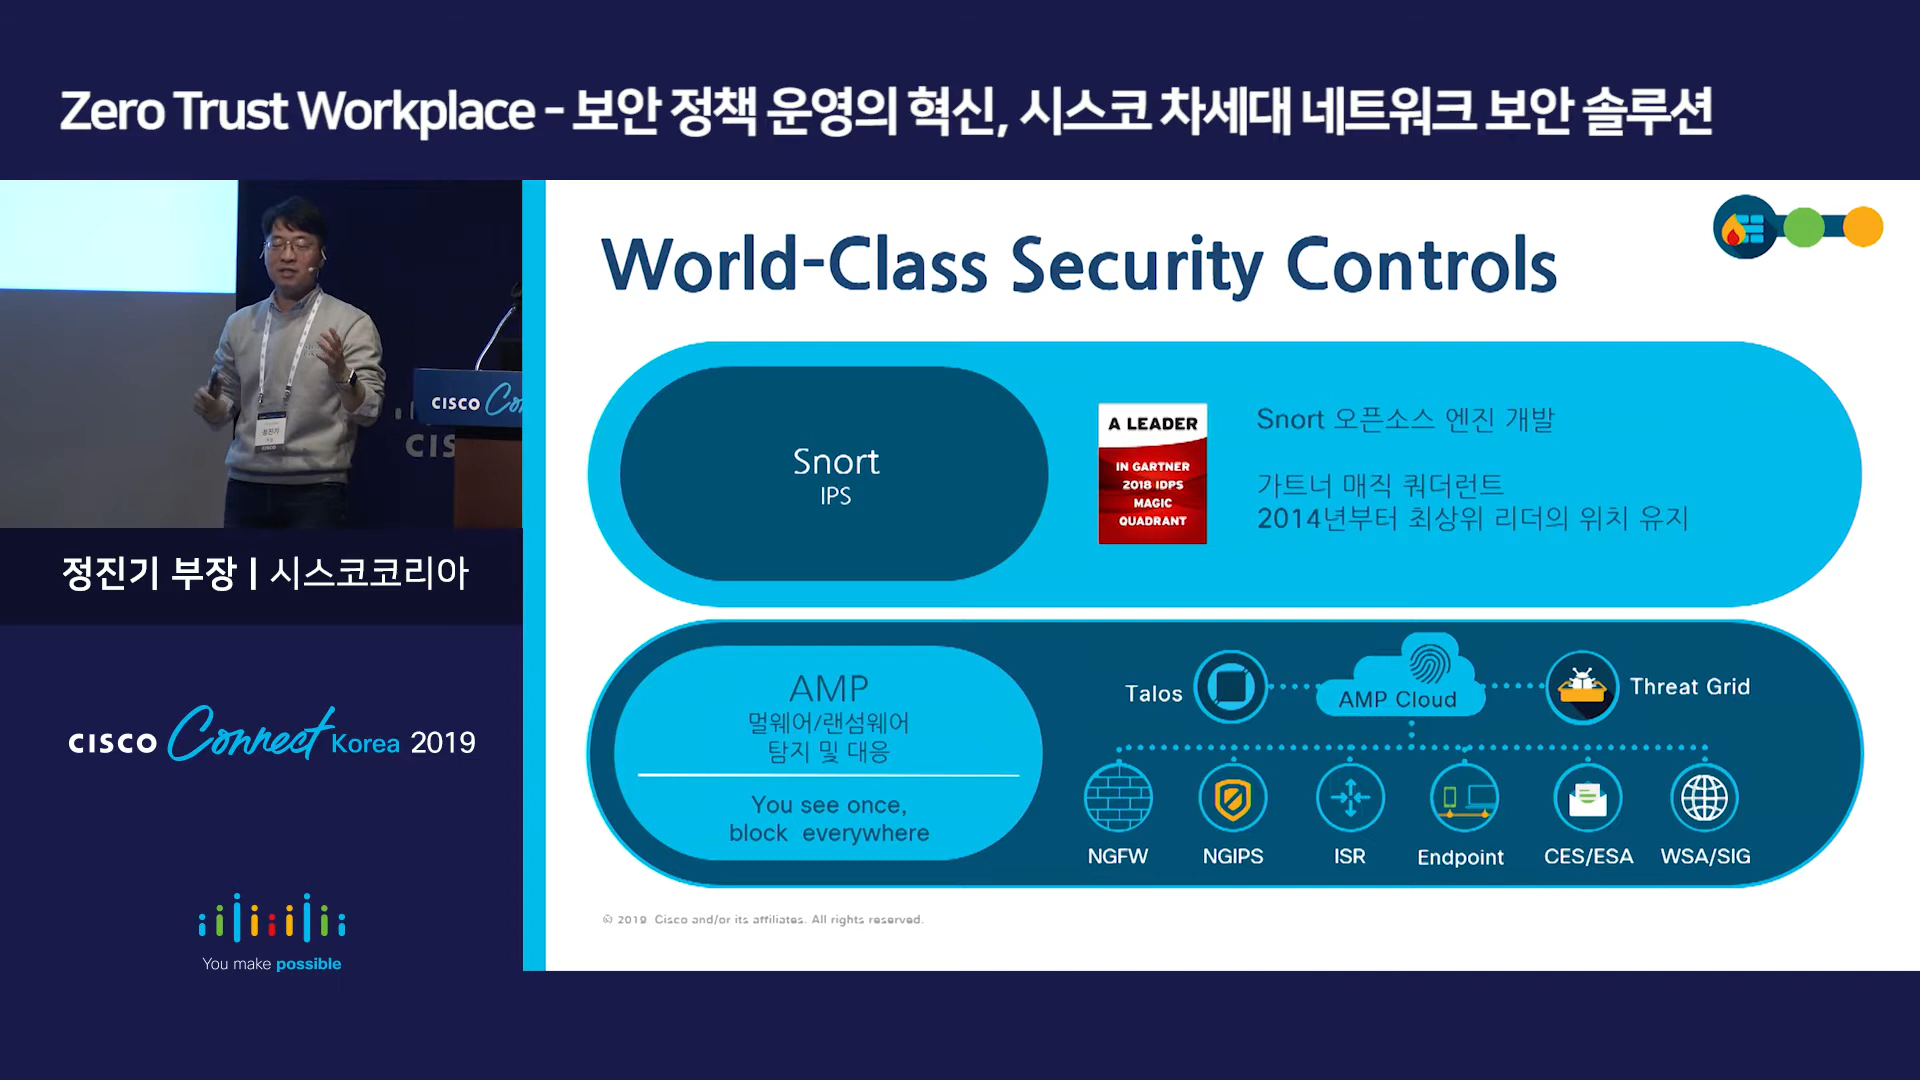 Zero Trust Workplace - 보안 정책 운영의 혁신, 시스코 차세대 네트워크 보안 솔루션
CISCO
CIS
정진기
정진기 부장 | 시스코코리아
CISCO Connect Korea 2019
You make possible
World-Class Security Controls
Snort
IPS
A LEADER
IN GARTNER
2018 IDPS
MAGIC
QUADRANT
Snort 오픈소스 엔진 개발
가트너 매직 쿼더런트
2014년부터 최상위 리더의 위치 유지
AMP
멀웨어/랜섬웨어
탐지 및 대응
You see once,
block everywhere
Talos
AMP Cloud
Threat Grid
NGFW
NGIPS
ISR
Endpoint
CES/ESA
WSA/SIG
© 2019 Cisco and/or its affiliates. All rights reserved.